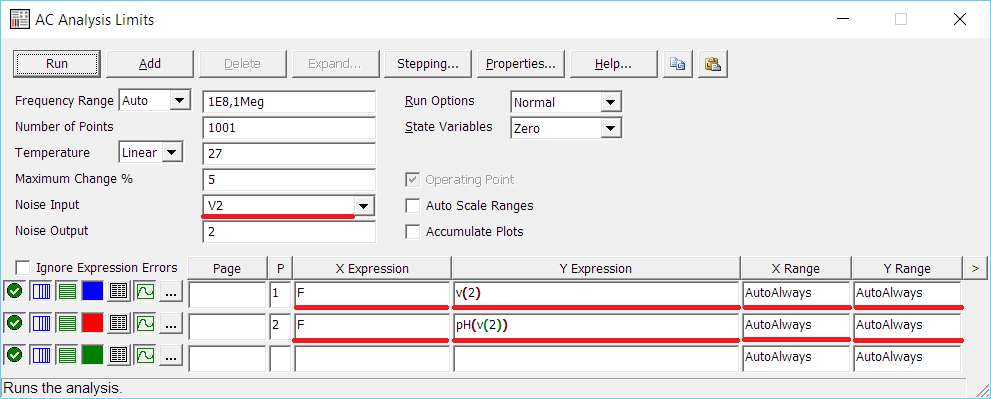 AC Analysis Limits
Run Add Delete Expand... Stepping... Properties... Help...
Frequency Range Auto 1E8,1Meg Run Options Normal
Number of Points 1001 State Variables Zero
Temperature Linear 27
Maximum Change % 5 Operating Point
Noise Input V2 Auto Scale Ranges
Noise Output 2 Accumulate Plots
Ignore Expression Errors Page P X Expression Y Expression X Range Y Range >
... 1 F v(2) AutoAlways AutoAlways
... 2 F pH(v(2)) AutoAlways AutoAlways
... AutoAlways AutoAlways
Runs the analysis.